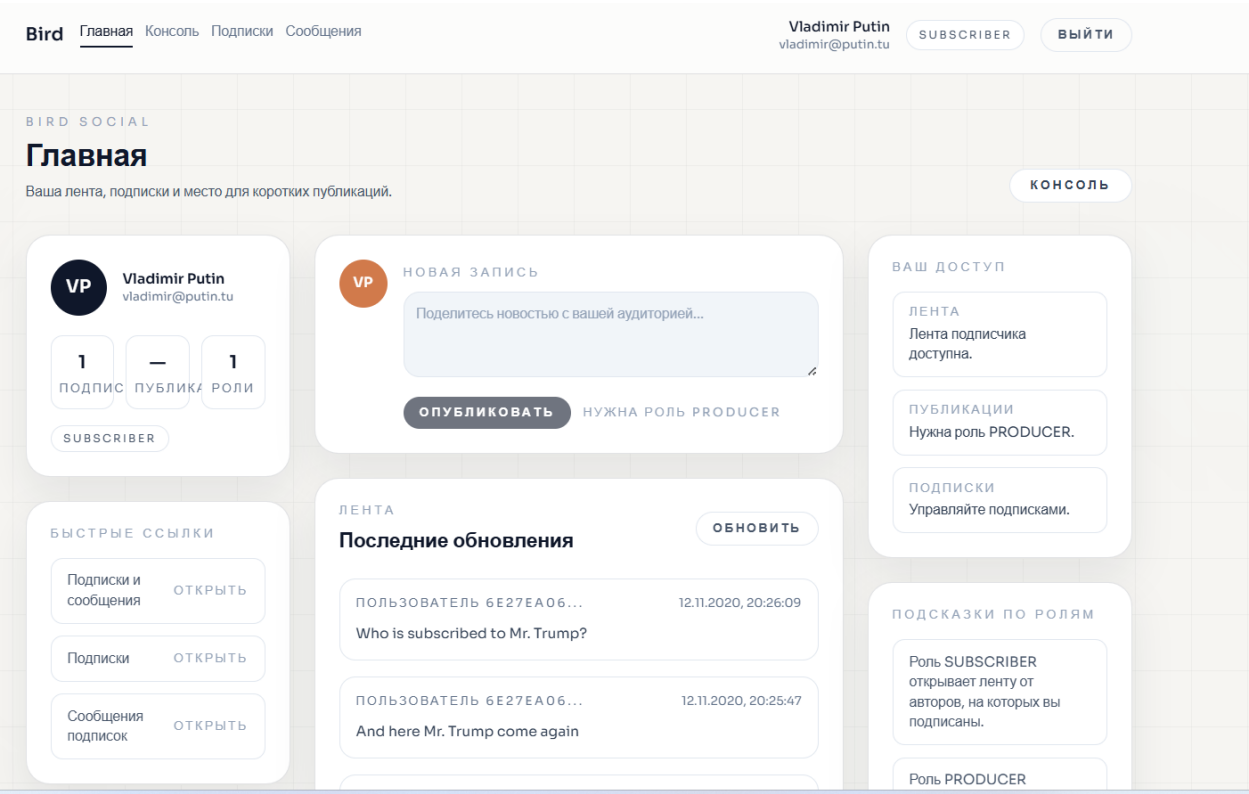 Bird Главная Консоль Подписки Сообщения
Vladimir Putin
vladimir@putin.tu
SUBSCRIBER
ВЫЙТИ
BIRD SOCIAL
Главная
Ваша лента, подписки и место для коротких публикаций.
КОНСОЛЬ
VP
Vladimir Putin
vladimir@putin.tu
1
ПОДПИС
—
ПУБЛИКА
1
РОЛИ
SUBSCRIBER
БЫСТРЫЕ ССЫЛКИ
Подписки и
сообщения
ОТКРЫТЬ
Подписки
ОТКРЫТЬ
Сообщения
подписок
ОТКРЫТЬ
VP
НОВАЯ ЗАПИСЬ
Поделитесь новостью с вашей аудиторией...
ОПУБЛИКОВАТЬ
НУЖНА РОЛЬ PRODUCER
ЛЕНТА
Последние обновления
ОБНОВИТЬ
ПОЛЬЗОВАТЕЛЬ 6E27EA06...
12.11.2020, 20:26:09
Who is subscribed to Mr. Trump?
ПОЛЬЗОВАТЕЛЬ 6E27EA06...
12.11.2020, 20:25:47
And here Mr. Trump come again
ВАШ ДОСТУП
ЛЕНТА
Лента подписчика
доступна.
ПУБЛИКАЦИИ
Нужна роль PRODUCER.
ПОДПИСКИ
Управляйте подписками.
ПОДСКАЗКИ ПО РОЛЯМ
Роль SUBSCRIBER
открывает ленту от
авторов, на которых вы
подписаны.
Роль PRODUCER